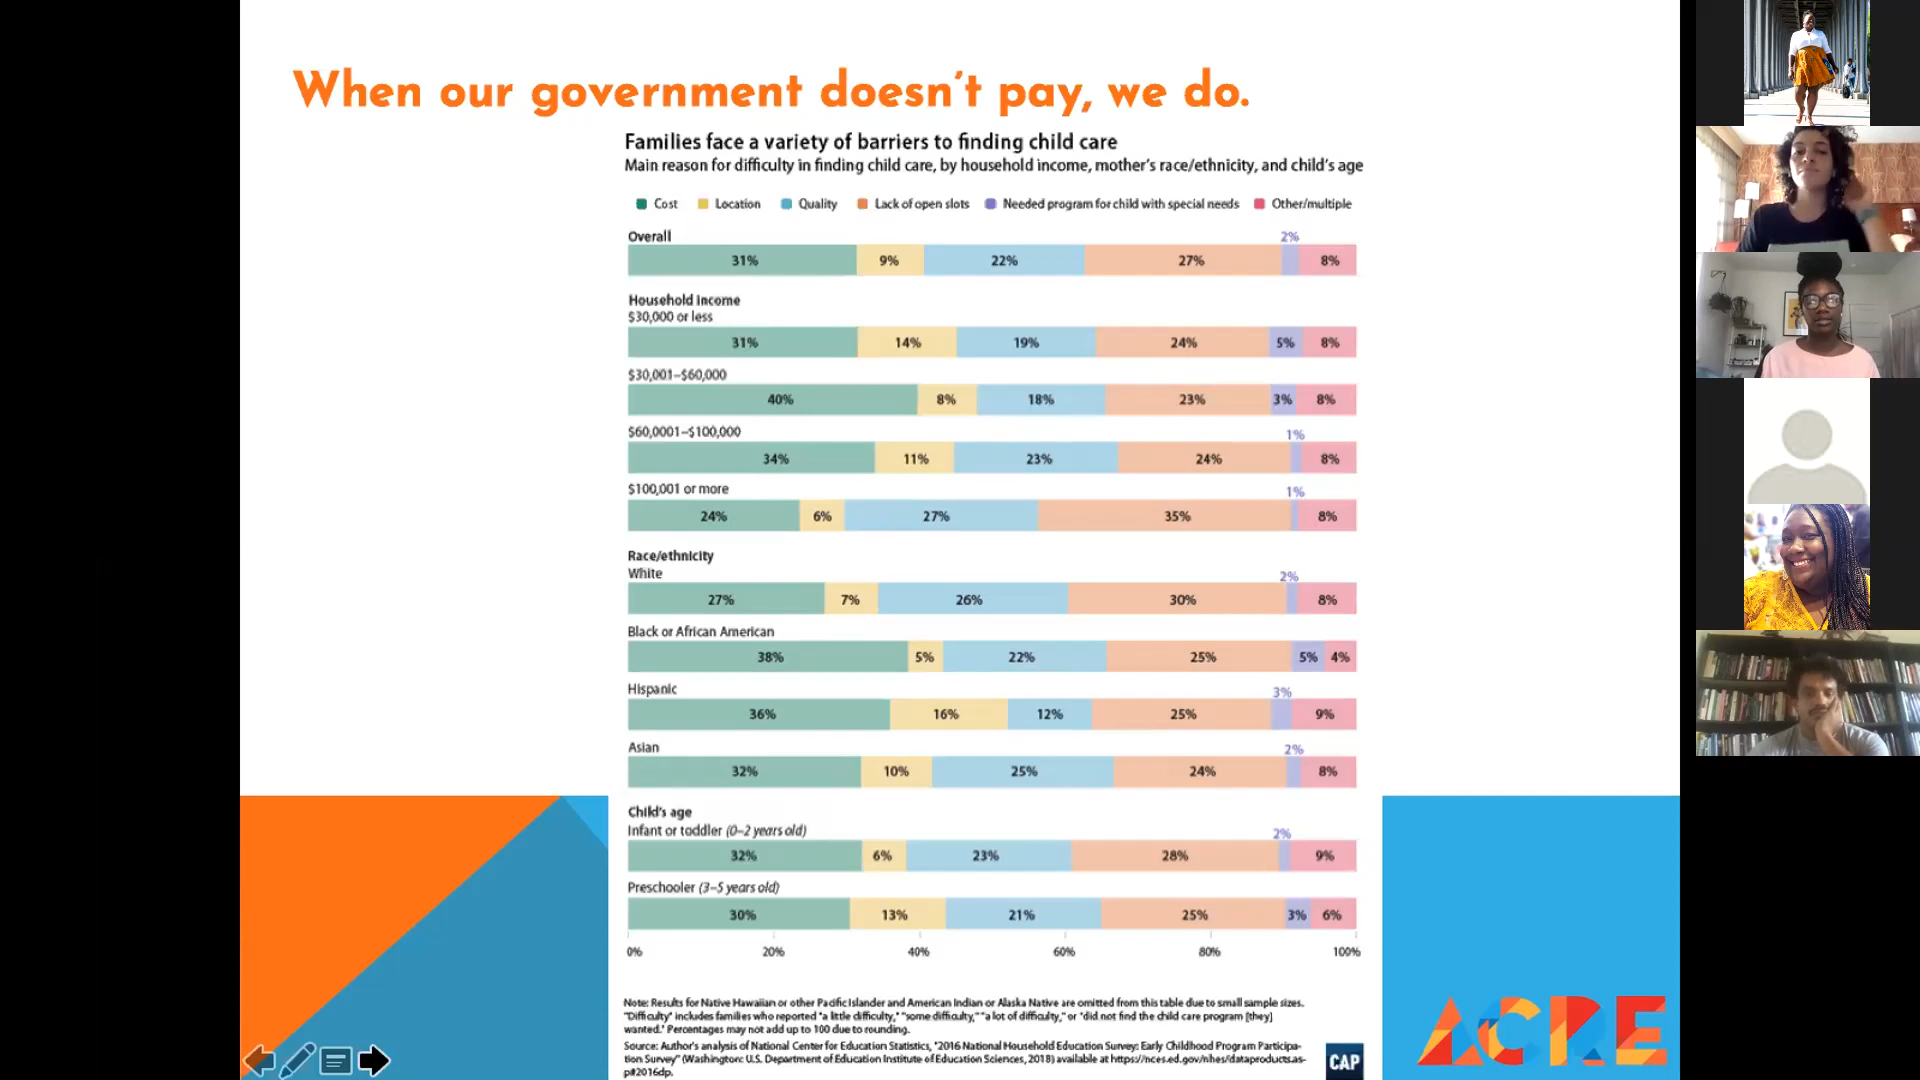 When our government doesn't pay, we do.
Families face a variety of barriers to finding child care
Main reason for difficulty in finding child care, by household income, mother's race/ethnicity, and child's age
Cost Location Quality Lack of open slots Needed program for child with special needs Other/multiple
Overall 2%
31% 9% 22% 27% 8%
Household income
$30,000 or less
31% 14% 19% 24% 5% 8%
$30,001–$60,000
40% 8% 18% 23% 3% 8%
$60,0001–$100,000 1%
34% 11% 23% 24% 8%
$100,001 or more 1%
24% 6% 27% 35% 8%
Race/ethnicity
White 2%
27% 7% 26% 30% 8%
Black or African American
38% 5% 22% 25% 5% 4%
Hispanic 3%
36% 16% 12% 25% 9%
Asian 2%
32% 10% 25% 24% 8%
Child's age
Infant or toddler (0–2 years old) 2%
32% 6% 23% 28% 9%
Preschooler (3–5 years old)
30% 13% 21% 25% 3% 6%
0% 20% 40% 60% 80% 100%
Note: Results for Native Hawaiian or other Pacific Islander and American Indian or Alaska Native are omitted from this table due to small sample sizes.
"Difficulty" includes families who reported "a little difficulty," "some difficulty," "a lot of difficulty," or "did not find the child care program [they]
wanted." Percentages may not add up to 100 due to rounding.
Source: Author's analysis of National Center for Education Statistics, "2016 National Household Education Survey: Early Childhood Program Participa-
tion Survey" (Washington: U.S. Department of Education Institute of Education Sciences, 2018) available at https://nces.ed.gov/nhes/dataproducts.as-
p#2016dp.
CAP
ACRE